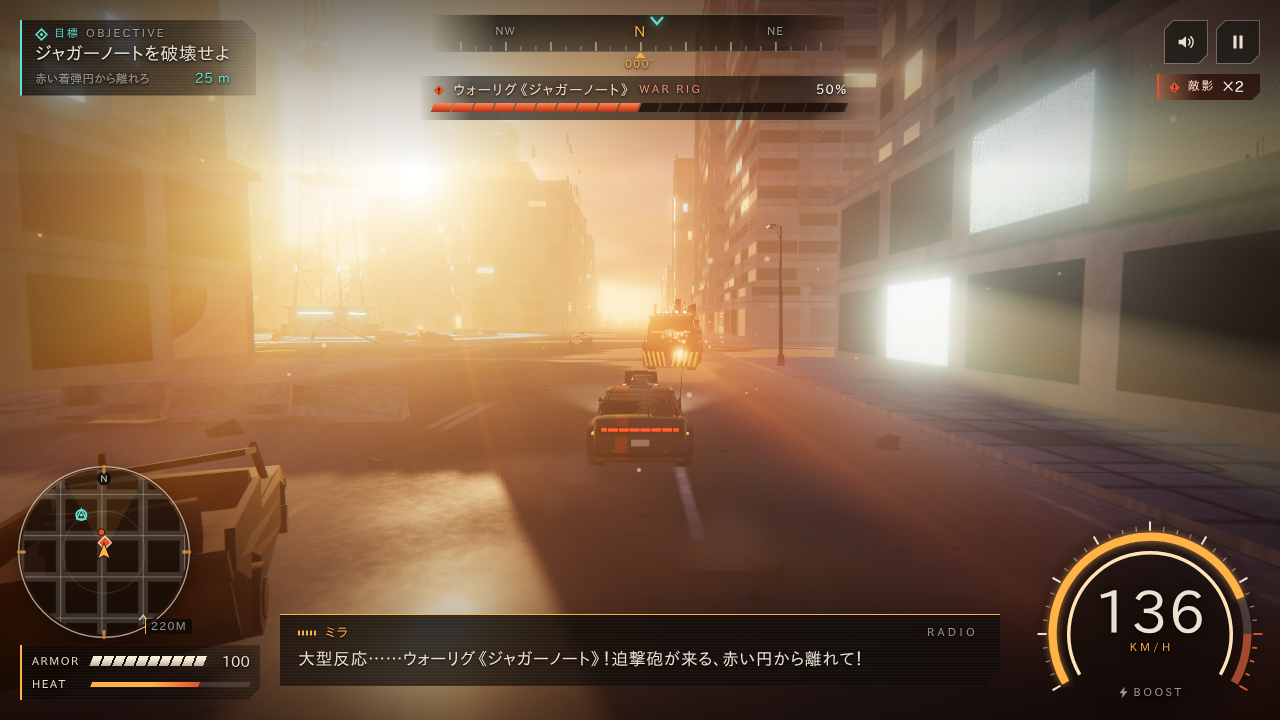 目標 OBJECTIVE
ジャガーノートを破壊せよ
赤い着弾円から離れろ 25 m
NW N NE
000°
ウォーリグ《ジャガーノート》 WAR RIG 50%
敵影 ×2
N
220M
ARMOR 100
HEAT
ミラ RADIO
大型反応……ウォーリグ《ジャガーノート》！迫撃砲が来る、赤い円から離れて！
136
KM/H
BOOST